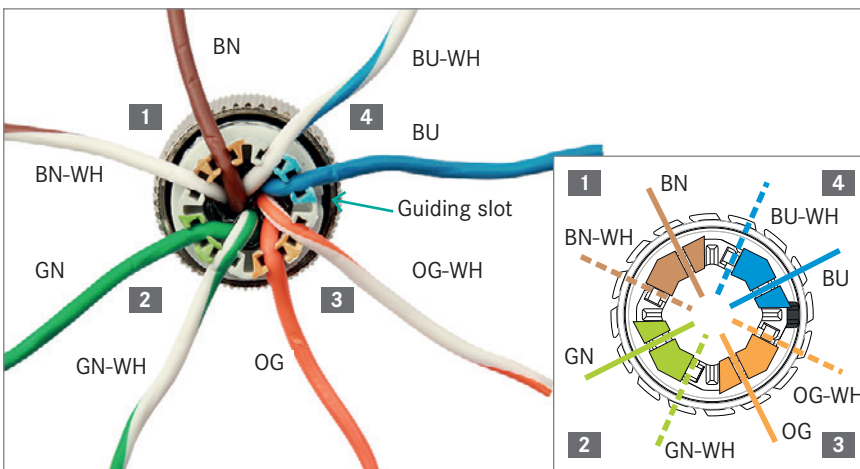 BN
BU-WH
1
4
BU
BN-WH
Guiding slot
GN
OG-WH
2
3
GN-WH
OG
1
BN
4
BU-WH
BN-WH
BU
GN
OG-WH
OG
2
GN-WH
3